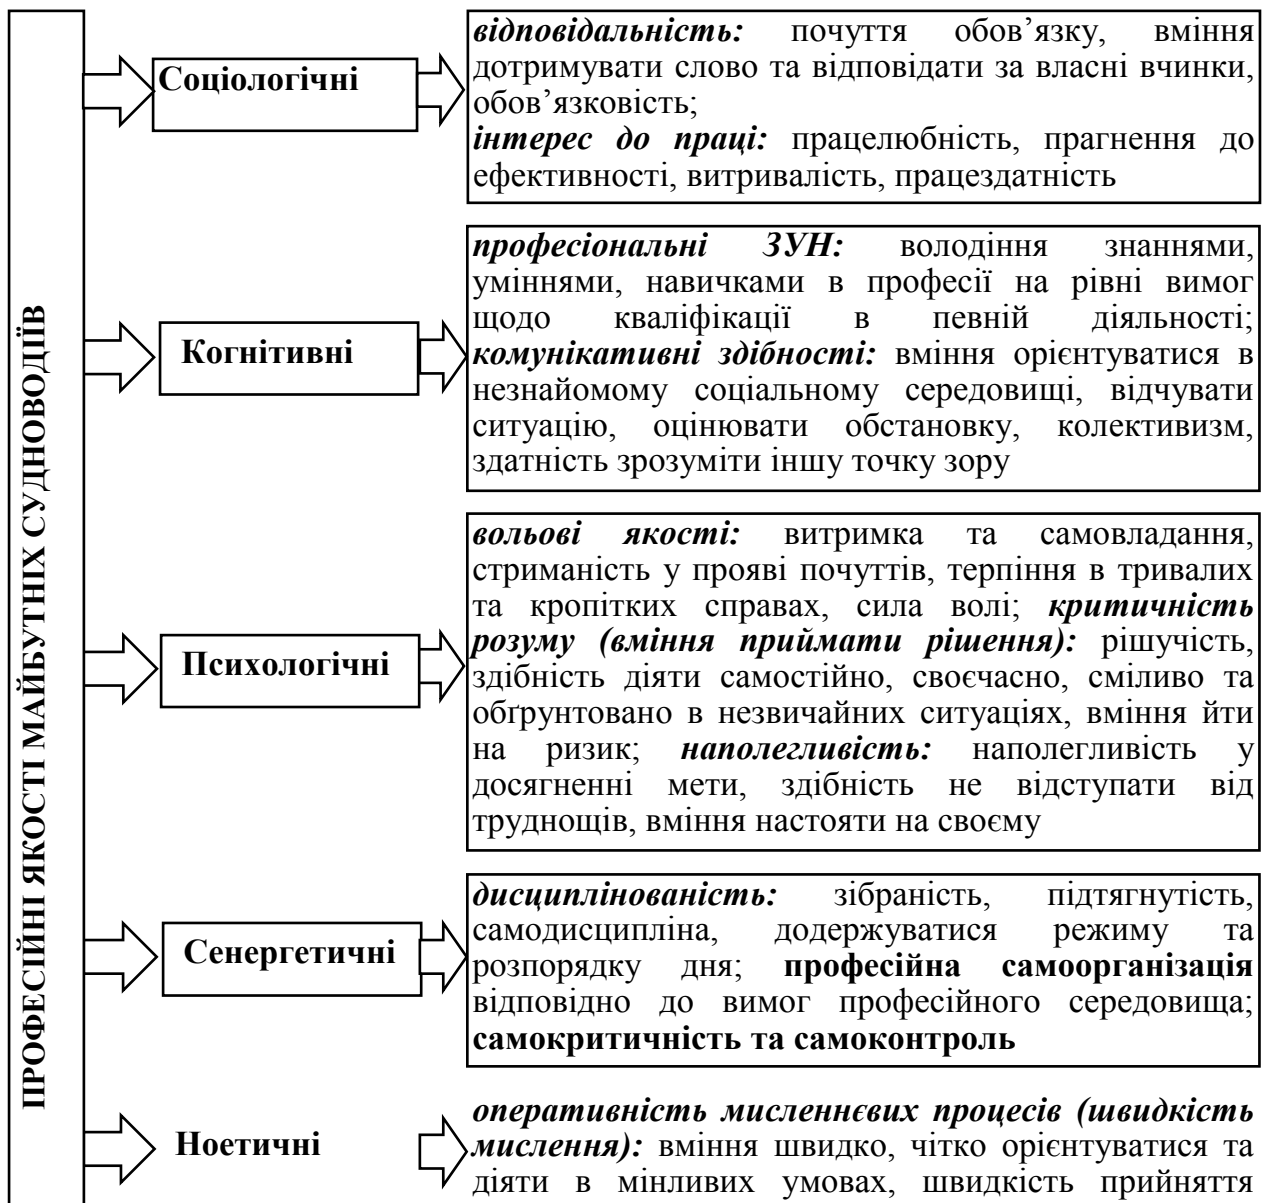 ПРОФЕСІЙНІ ЯКОСТІ МАЙБУТНІХ СУДНОВОДІЇВ
Соціологічні
відповідальність: почуття обов’язку, вміння
дотримувати слово та відповідати за власні вчинки,
обов’язковість;
інтерес до праці: працелюбність, прагнення до
ефективності, витривалість, працездатність
Когнітивні
професіональні ЗУН: володіння знаннями,
уміннями, навичками в професії на рівні вимог
щодо кваліфікації в певній діяльності;
комунікативні здібності: вміння орієнтуватися в
незнайомому соціальному середовищі, відчувати
ситуацію, оцінювати обстановку, колективизм,
здатність зрозуміти іншу точку зору
Психологічні
вольові якості: витримка та самовладання,
стриманість у прояві почуттів, терпіння в тривалих
та кропітких справах, сила волі; критичність
розуму (вміння приймати рішення): рішучість,
здібність діяти самостійно, своєчасно, сміливо та
обґрунтовано в незвичайних ситуаціях, вміння йти
на ризик; наполегливість: наполегливість у
досягненні мети, здібність не відступати від
труднощів, вміння настояти на своєму
Сенергетичні
дисциплінованість: зібраність, підтягнутість,
самодисципліна, додержуватися режиму та
розпорядку дня; професійна самоорганізація
відповідно до вимог професійного середовища;
самокритичність та самоконтроль
Ноетичні
оперативність мисленнєвих процесів (швидкість
мислення): вміння швидко, чітко орієнтуватися та
діяти в мінливих умовах, швидкість прийняття